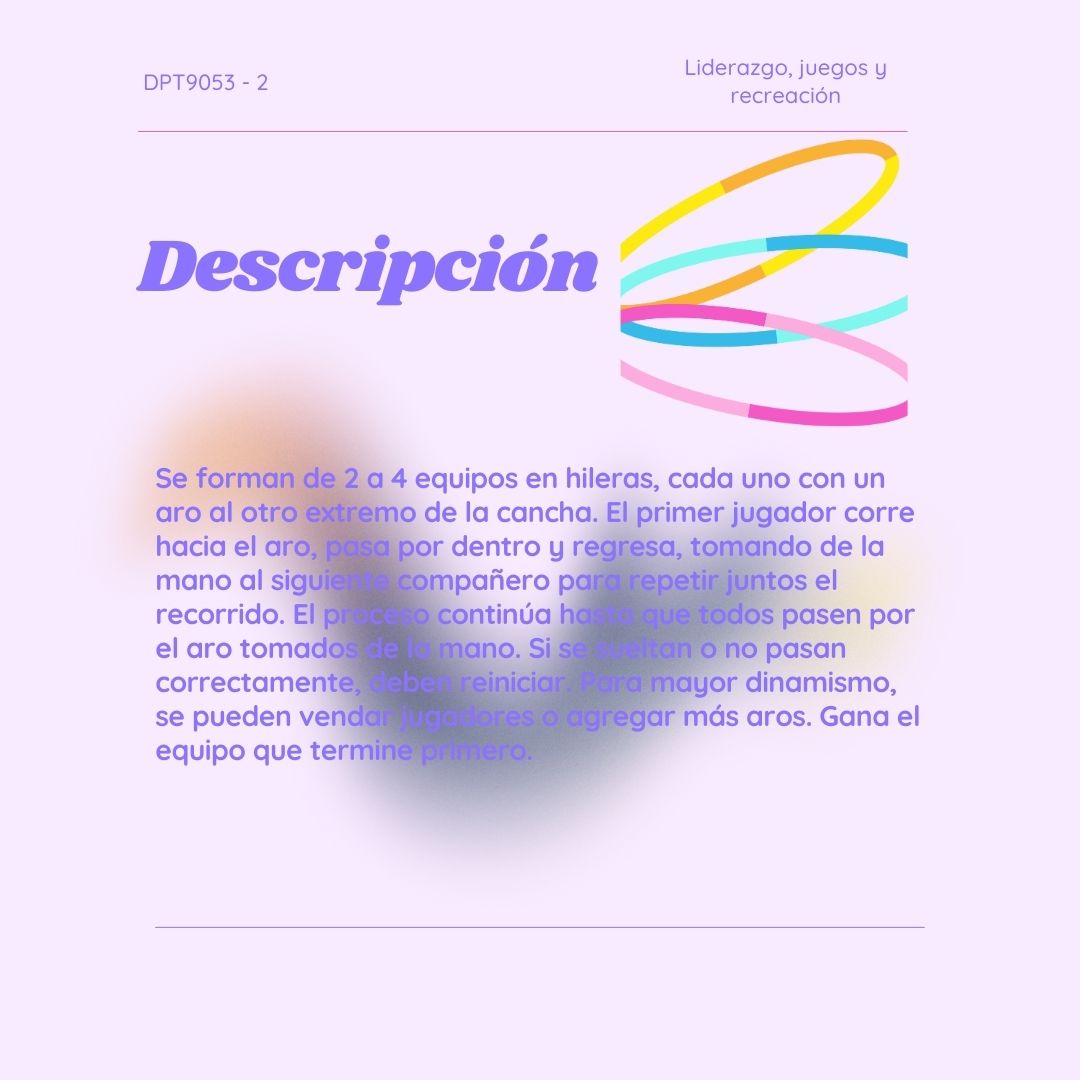 DPT9053 - 2
Liderazgo, juegos y
recreación
Descripción
Se forman de 2 a 4 equipos en hileras, cada uno con un
aro al otro extremo de la cancha. El primer jugador corre
hacia el aro, pasa por dentro y regresa, tomando de la
mano al siguiente compañero para repetir juntos el
recorrido. El proceso continúa hasta que todos pasen por
el aro tomados de la mano. Si se sueltan o no pasan
correctamente, deben reiniciar. Para mayor dinamismo,
se pueden vendar jugadores o agregar más aros. Gana el
equipo que termine primero.